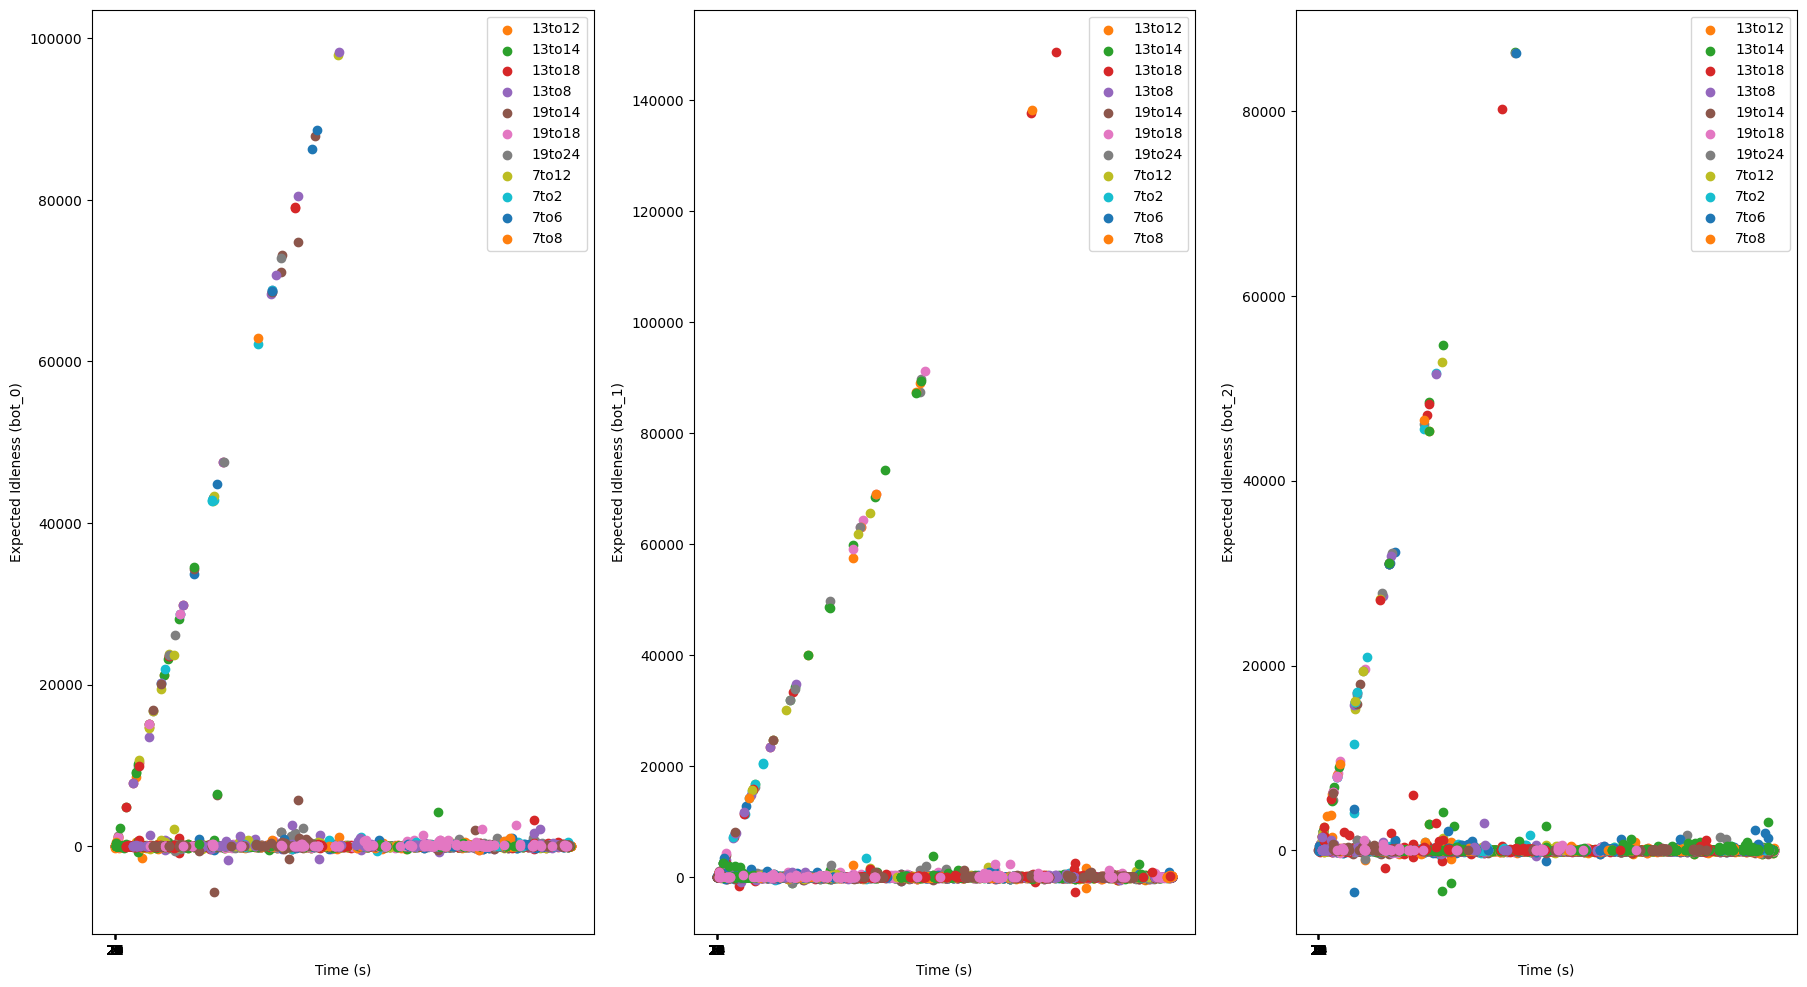 100000
80000
60000
40000
20000
0
Expected Idleness (bot_0)
Time (s)
13to12
13to14
13to18
13to8
19to14
19to18
19to24
7to12
7to2
7to6
7to8
140000
120000
100000
80000
60000
40000
20000
0
Expected Idleness (bot_1)
Time (s)
13to12
13to14
13to18
13to8
19to14
19to18
19to24
7to12
7to2
7to6
7to8
80000
60000
40000
20000
0
Expected Idleness (bot_2)
Time (s)
13to12
13to14
13to18
13to8
19to14
19to18
19to24
7to12
7to2
7to6
7to8